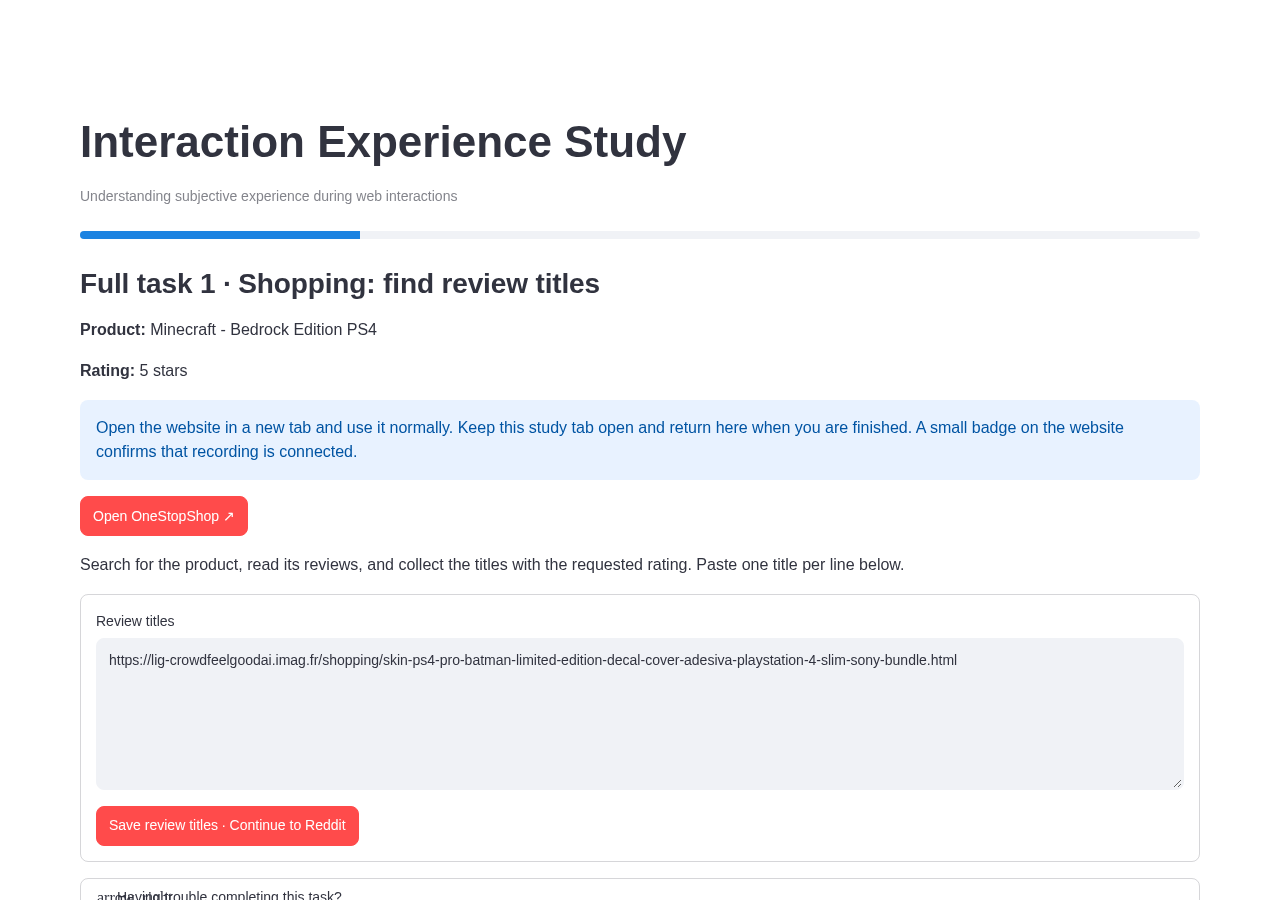 Interaction Experience Study
Understanding subjective experience during web interactions
Full task 1 · Shopping: find review titles
Product: Minecraft - Bedrock Edition PS4
Rating: 5 stars
Open the website in a new tab and use it normally. Keep this study tab open and return here when you are finished. A small badge on the website
confirms that recording is connected.
Open OneStopShop ↗
Search for the product, read its reviews, and collect the titles with the requested rating. Paste one title per line below.
Review titles
https://lig-crowdfeelgoodai.imag.fr/shopping/skin-ps4-pro-batman-limited-edition-decal-cover-adesiva-playstation-4-slim-sony-bundle.html
Save review titles · Continue to Reddit
Having trouble completing this task?